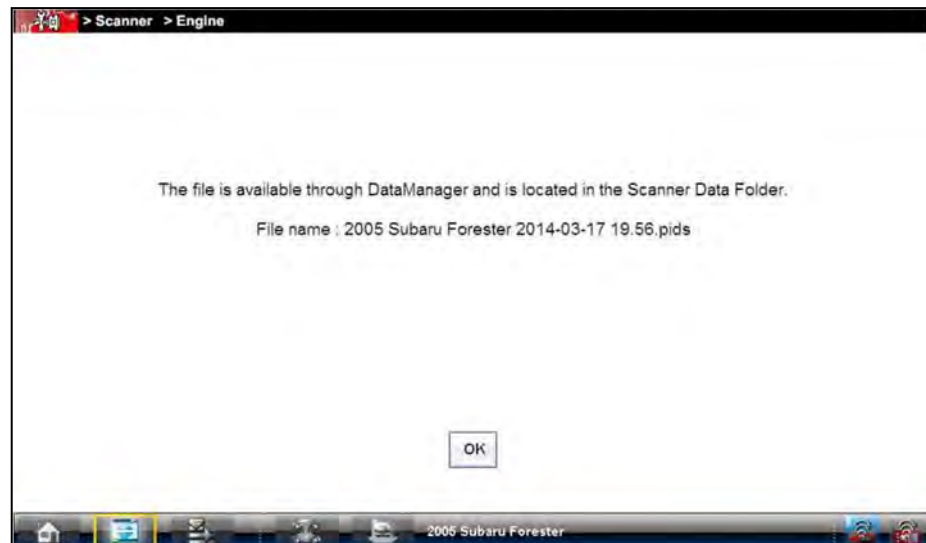 > Scanner > Engine
The file is available through DataManager and is located in the Scanner Data Folder.
File name : 2005 Subaru Forester 2014-03-17 19.56.pids
OK
2005 Subaru Forester